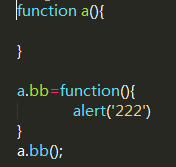 function a(){
}
a.bb=function(){
alert('222')
}
a.bb();